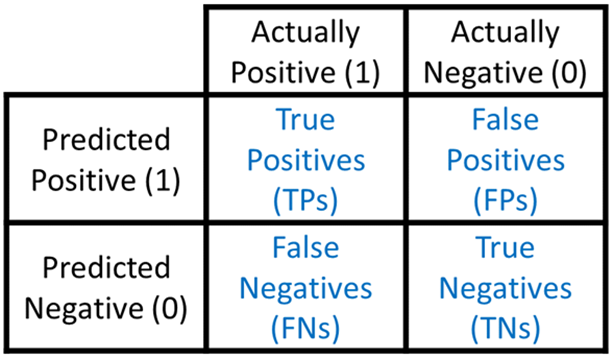 Actually
Positive (1)
Actually
Negative (0)
Predicted
Positive (1)
True
Positives
(TPs)
False
Positives
(FPs)
Predicted
Negative (0)
False
Negatives
(FNs)
True
Negatives
(TNs)